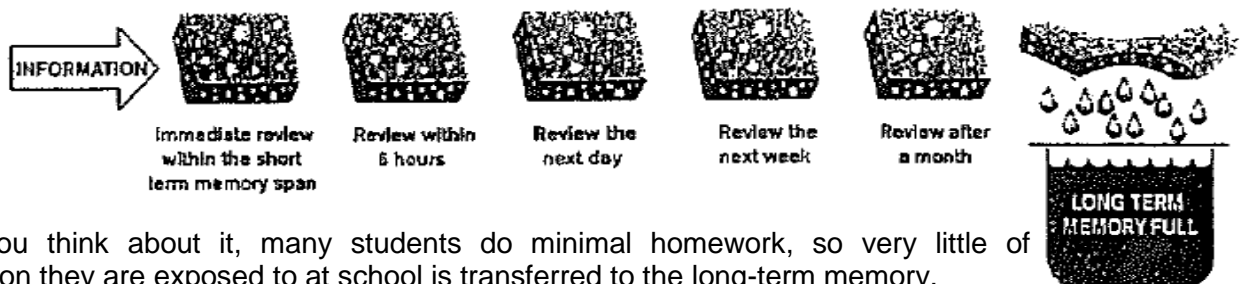 INFORMATION
Immediate review
within the short
term memory span
Review within
6 hours
Review the
next day
Review the
next week
Review after
a month
LONG TERM
MEMORY FULL
ou think about it, many students do minimal homework, so very little of
on they are exposed to at school is transferred to the long-term memory.